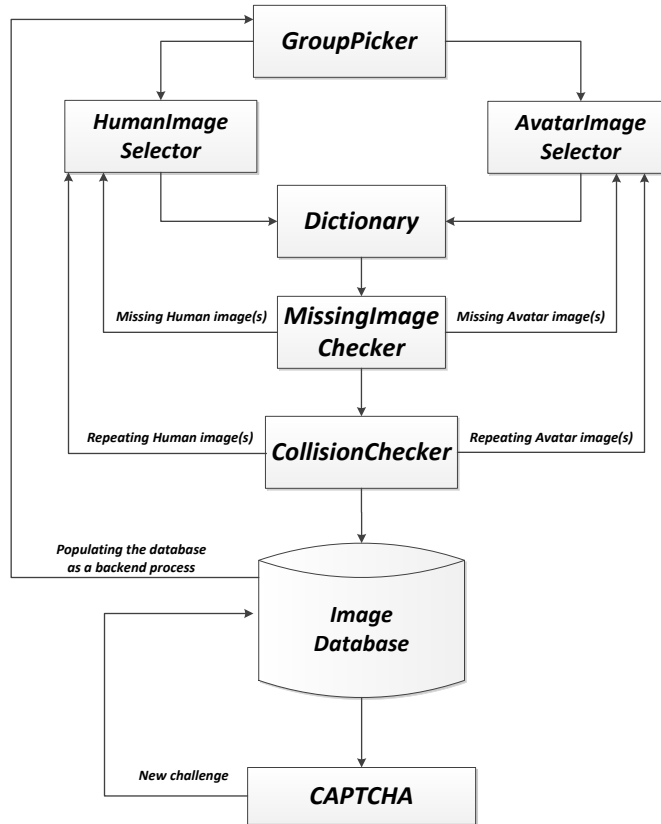 GroupPicker
HumanImage
Selector
AvatarImage
Selector
Dictionary
Missing Human image(s)
MissingImage
Checker
Missing Avatar image(s)
Repeating Human image(s)
CollisionChecker
Repeating Avatar image(s)
Populating the database
as a backend process
Image
Database
New challenge
CAPTCHA